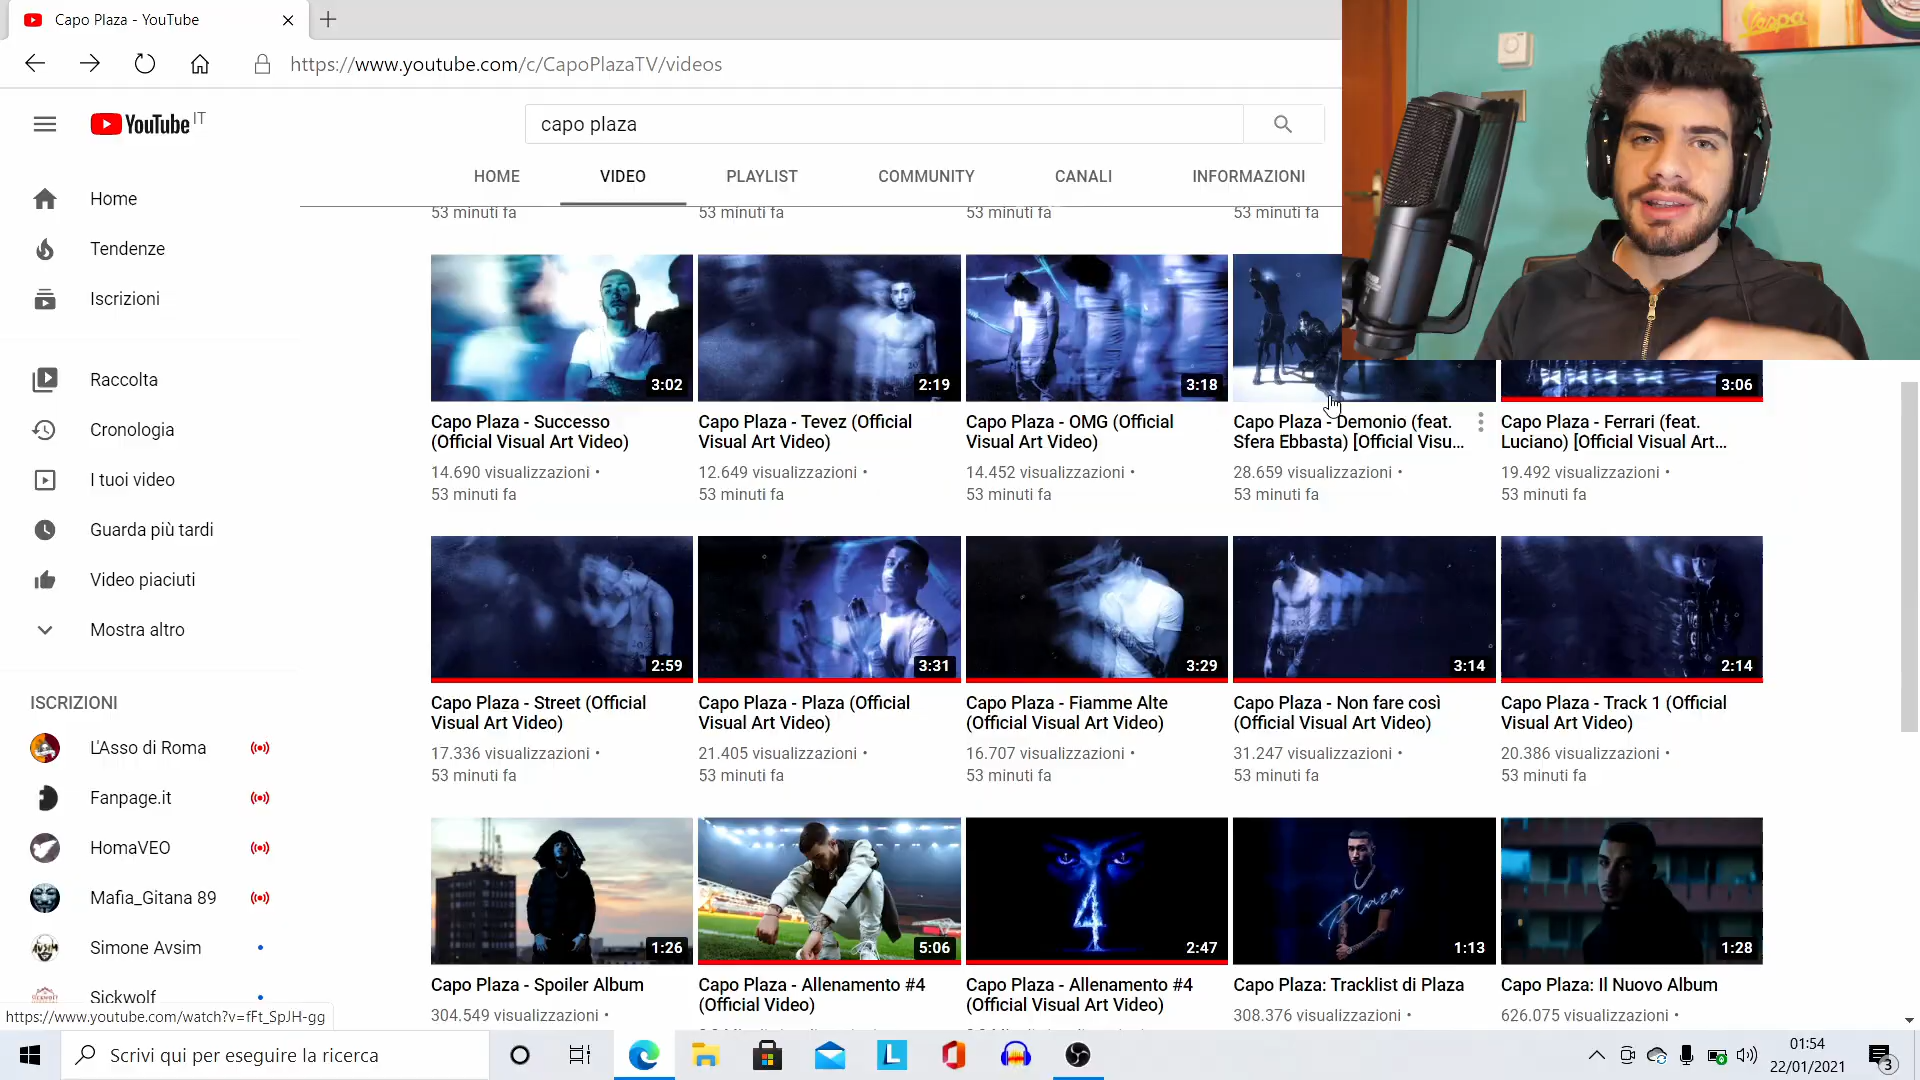 Capo Plaza - YouTube
https://www.youtube.com/c/CapoPlazaTV/videos
YouTube IT
capo plaza
HOME VIDEO PLAYLIST COMMUNITY CANALI INFORMAZIONI
53 minuti fa 53 minuti fa 53 minuti fa 53 minuti fa
Home
Tendenze
Iscrizioni
Raccolta
Cronologia
I tuoi video
Guarda più tardi
Video piaciuti
Mostra altro
ISCRIZIONI
L'Asso di Roma
Fanpage.it
HomaVEO
Mafia_Gitana 89
Simone Avsim
Sickwolf
Vespa
3:02
Capo Plaza - Successo
(Official Visual Art Video)
14.690 visualizzazioni •
53 minuti fa
2:19
Capo Plaza - Tevez (Official
Visual Art Video)
12.649 visualizzazioni •
53 minuti fa
3:18
Capo Plaza - OMG (Official
Visual Art Video)
14.452 visualizzazioni •
53 minuti fa
Capo Plaza - Demonio (feat.
Sfera Ebbasta) [Official Visu...
28.659 visualizzazioni •
53 minuti fa
3:06
Capo Plaza - Ferrari (feat.
Luciano) [Official Visual Art...
19.492 visualizzazioni •
53 minuti fa
2:59
Capo Plaza - Street (Official
Visual Art Video)
17.336 visualizzazioni •
53 minuti fa
3:31
Capo Plaza - Plaza (Official
Visual Art Video)
21.405 visualizzazioni •
53 minuti fa
3:29
Capo Plaza - Fiamme Alte
(Official Visual Art Video)
16.707 visualizzazioni •
53 minuti fa
3:14
Capo Plaza - Non fare così
(Official Visual Art Video)
31.247 visualizzazioni •
53 minuti fa
2:14
Capo Plaza - Track 1 (Official
Visual Art Video)
20.386 visualizzazioni •
53 minuti fa
1:26
Capo Plaza - Spoiler Album
304.549 visualizzazioni •
5:06
Capo Plaza - Allenamento #4
(Official Video)
4
2:47
Capo Plaza - Allenamento #4
(Official Visual Art Video)
Plaza
1:13
Capo Plaza: Tracklist di Plaza
308.376 visualizzazioni •
1:28
Capo Plaza: Il Nuovo Album
626.075 visualizzazioni •
https://www.youtube.com/watch?v=fFt_SpJH-gg
Scrivi qui per eseguire la ricerca
L
01:54
22/01/2021
3